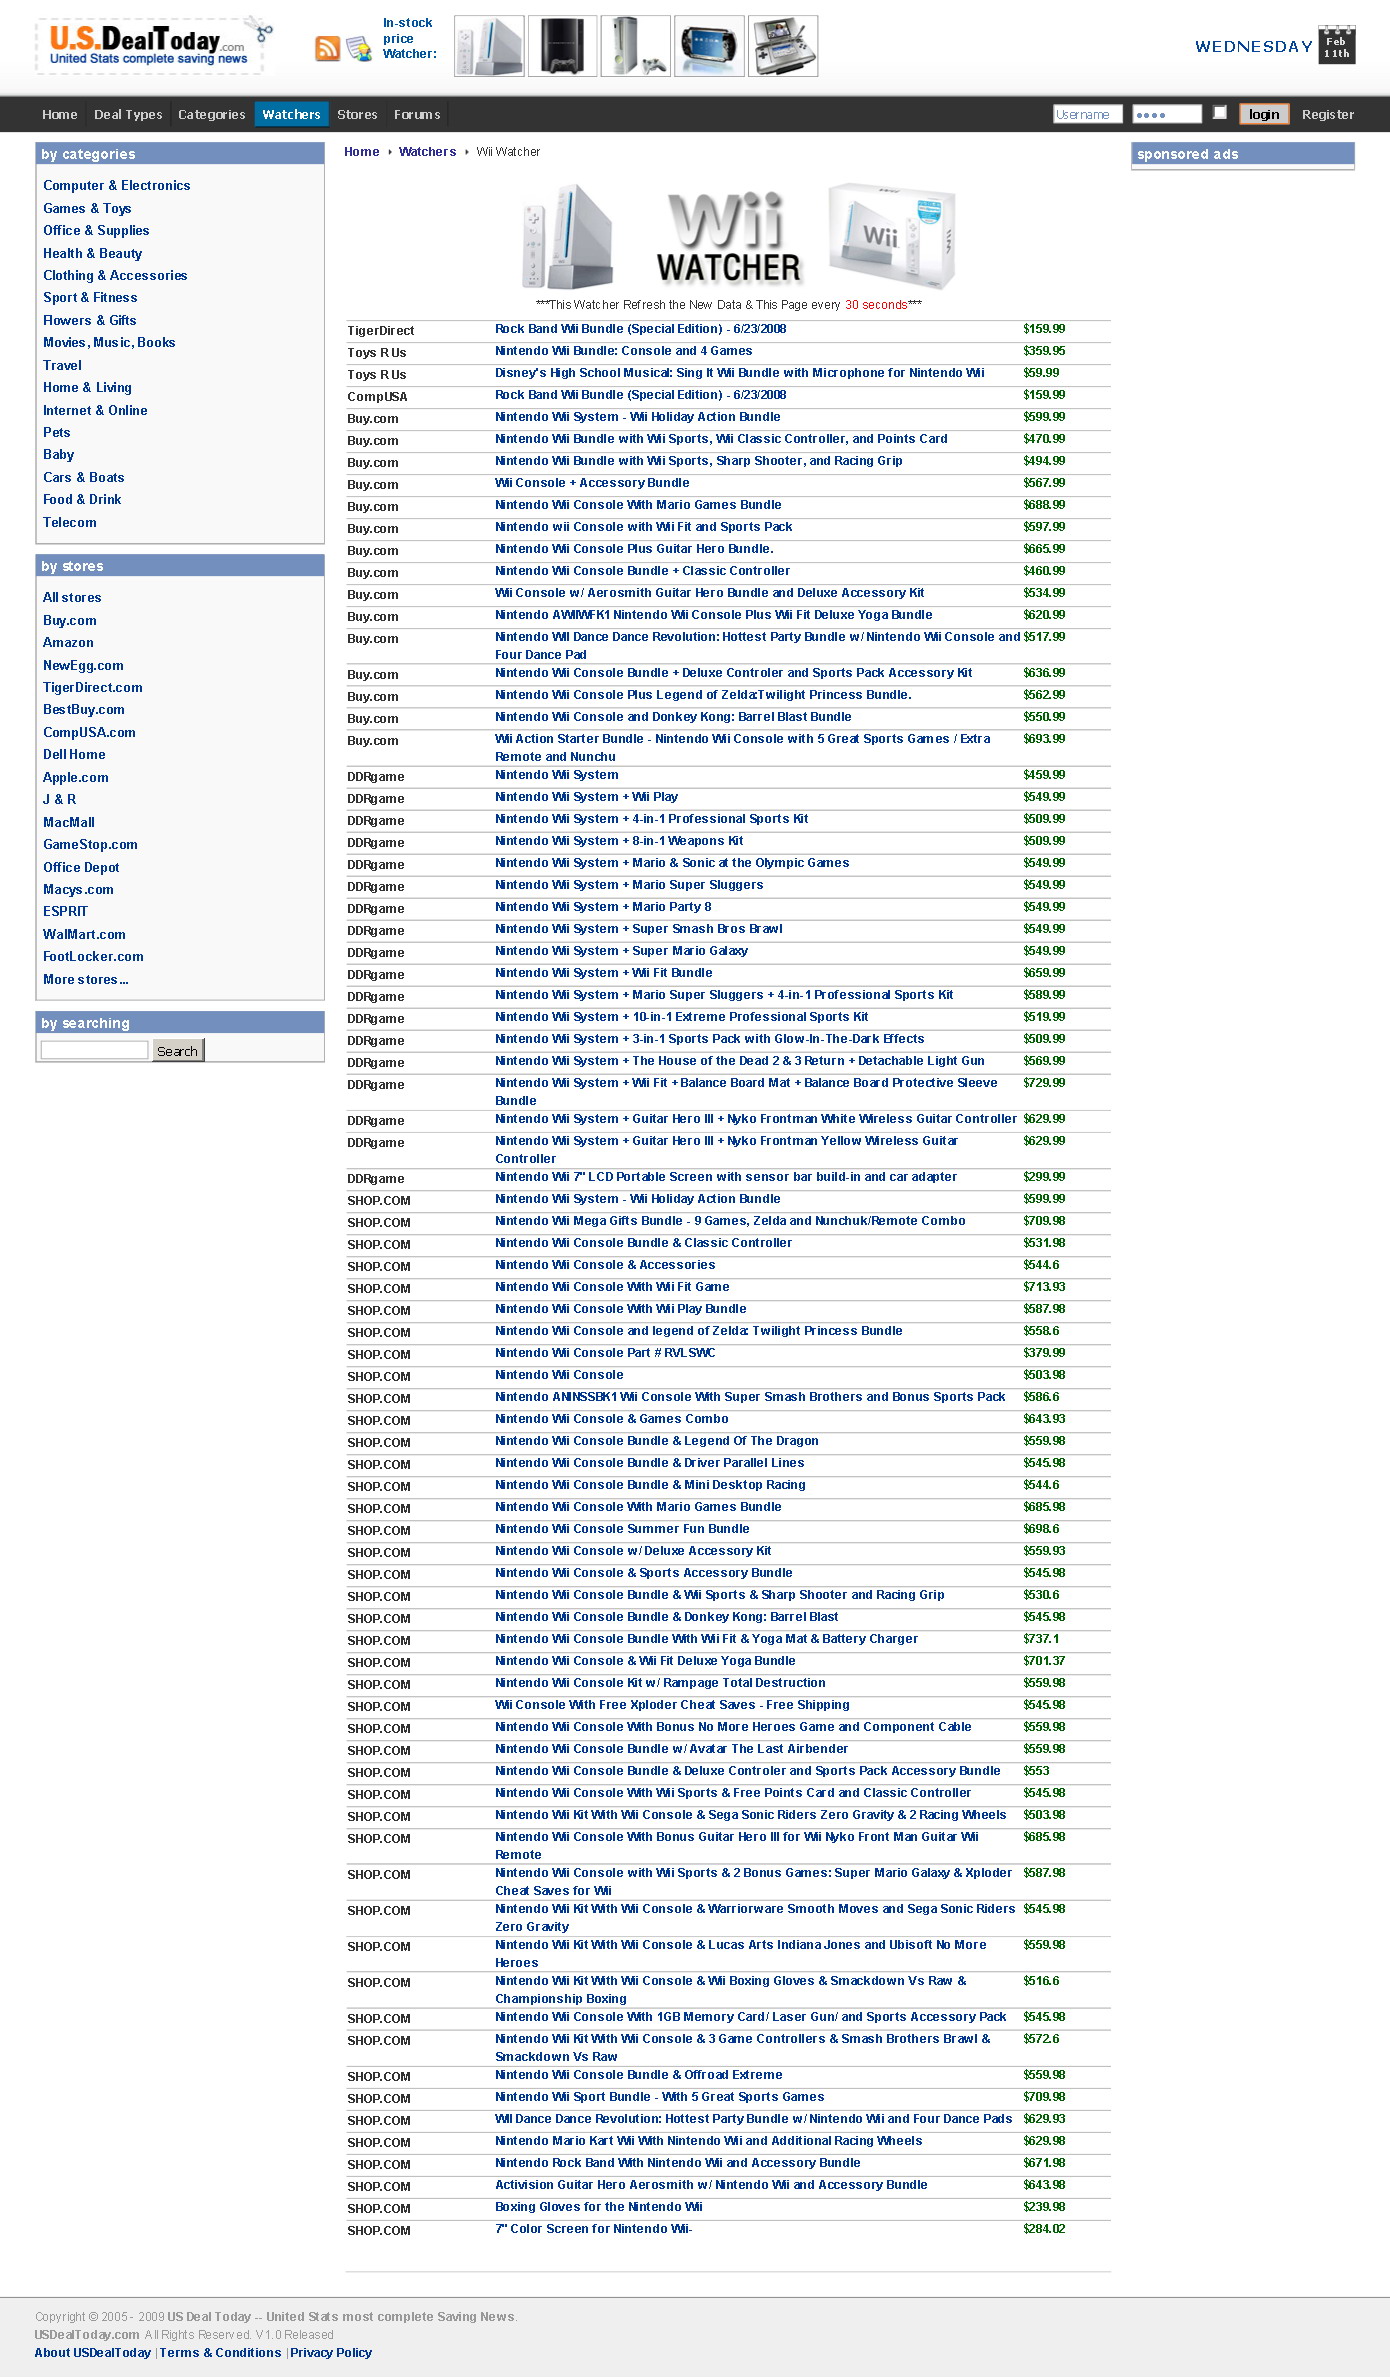 U.S.DealToday.com
United Stats complete saving news
In-stock
price
Watcher:
WEDNESDAY
Feb
11th
Home
Deal Types
Categories
Watchers
Stores
Forums
Username
login
Register
by categories
Computer & Electronics
Games & Toys
Office & Supplies
Health & Beauty
Clothing & Accessories
Sport & Fitness
Flowers & Gifts
Movies, Music, Books
Travel
Home & Living
Internet & Online
Pets
Baby
Cars & Boats
Food & Drink
Telecom
by stores
All stores
Buy.com
Amazon
NewEgg.com
TigerDirect.com
BestBuy.com
CompUSA.com
Dell Home
Apple.com
J & R
MacMall
GameStop.com
Office Depot
Macys.com
ESPRIT
WalMart.com
FootLocker.com
More stores...
by searching
Search
Home Watchers Wii Watcher
Wii
WATCHER
Wii
***This Watcher Refresh the New Data & This Page every 30 seconds***
TigerDirect Rock Band Wii Bundle (Special Edition) - 6/23/2008 $159.99
Toys R Us Nintendo Wii Bundle: Console and 4 Games $359.95
Toys R Us Disney's High School Musical: Sing It Wii Bundle with Microphone for Nintendo Wii $59.99
CompUSA Rock Band Wii Bundle (Special Edition) - 6/23/2008 $159.99
Buy.com Nintendo Wii System - Wii Holiday Action Bundle $599.99
Buy.com Nintendo Wii Bundle with Wii Sports, Wii Classic Controller, and Points Card $470.99
Buy.com Nintendo Wii Bundle with Wii Sports, Sharp Shooter, and Racing Grip $494.99
Buy.com Wii Console + Accessory Bundle $567.99
Buy.com Nintendo Wii Console With Mario Games Bundle $688.99
Buy.com Nintendo wii Console with Wii Fit and Sports Pack $597.99
Buy.com Nintendo Wii Console Plus Guitar Hero Bundle. $665.99
Buy.com Nintendo Wii Console Bundle + Classic Controller $460.99
Buy.com Wii Console w/ Aerosmith Guitar Hero Bundle and Deluxe Accessory Kit $534.99
Buy.com Nintendo AWIIWFK1 Nintendo Wii Console Plus Wii Fit Deluxe Yoga Bundle $620.99
Buy.com Nintendo WII Dance Dance Revolution: Hottest Party Bundle w/ Nintendo Wii Console and $517.99
Four Dance Pad
Buy.com Nintendo Wii Console Bundle + Deluxe Controler and Sports Pack Accessory Kit $636.99
Buy.com Nintendo Wii Console Plus Legend of Zelda:Twilight Princess Bundle. $562.99
Buy.com Nintendo Wii Console and Donkey Kong: Barrel Blast Bundle $550.99
Buy.com Wii Action Starter Bundle - Nintendo Wii Console with 5 Great Sports Games / Extra $693.99
Remote and Nunchu
DDRgame Nintendo Wii System $459.99
DDRgame Nintendo Wii System + Wii Play $549.99
DDRgame Nintendo Wii System + 4-in-1 Professional Sports Kit $509.99
DDRgame Nintendo Wii System + 8-in-1 Weapons Kit $509.99
DDRgame Nintendo Wii System + Mario & Sonic at the Olympic Games $549.99
DDRgame Nintendo Wii System + Mario Super Sluggers $549.99
DDRgame Nintendo Wii System + Mario Party 8 $549.99
DDRgame Nintendo Wii System + Super Smash Bros Brawl $549.99
DDRgame Nintendo Wii System + Super Mario Galaxy $549.99
DDRgame Nintendo Wii System + Wii Fit Bundle $659.99
DDRgame Nintendo Wii System + Mario Super Sluggers + 4-in-1 Professional Sports Kit $589.99
DDRgame Nintendo Wii System + 10-in-1 Extreme Professional Sports Kit $519.99
DDRgame Nintendo Wii System + 3-in-1 Sports Pack with Glow-In-The-Dark Effects $509.99
DDRgame Nintendo Wii System + The House of the Dead 2 & 3 Return + Detachable Light Gun $569.99
DDRgame Nintendo Wii System + Wii Fit + Balance Board Mat + Balance Board Protective Sleeve $729.99
Bundle
DDRgame Nintendo Wii System + Guitar Hero III + Nyko Frontman White Wireless Guitar Controller $629.99
DDRgame Nintendo Wii System + Guitar Hero III + Nyko Frontman Yellow Wireless Guitar $629.99
Controller
DDRgame Nintendo Wii 7" LCD Portable Screen with sensor bar build-in and car adapter $299.99
SHOP.COM Nintendo Wii System - Wii Holiday Action Bundle $599.99
SHOP.COM Nintendo Wii Mega Gifts Bundle - 9 Games, Zelda and Nunchuk/Remote Combo $709.98
SHOP.COM Nintendo Wii Console Bundle & Classic Controller $531.98
SHOP.COM Nintendo Wii Console & Accessories $544.6
SHOP.COM Nintendo Wii Console With Wii Fit Game $713.93
SHOP.COM Nintendo Wii Console With Wii Play Bundle $587.98
SHOP.COM Nintendo Wii Console and legend of Zelda: Twilight Princess Bundle $558.6
SHOP.COM Nintendo Wii Console Part # RVLSWC $379.99
SHOP.COM Nintendo Wii Console $503.98
SHOP.COM Nintendo ANINSSBK1 Wii Console With Super Smash Brothers and Bonus Sports Pack $586.6
SHOP.COM Nintendo Wii Console & Games Combo $643.93
SHOP.COM Nintendo Wii Console Bundle & Legend Of The Dragon $559.98
SHOP.COM Nintendo Wii Console Bundle & Driver Parallel Lines $545.98
SHOP.COM Nintendo Wii Console Bundle & Mini Desktop Racing $544.6
SHOP.COM Nintendo Wii Console With Mario Games Bundle $685.98
SHOP.COM Nintendo Wii Console Summer Fun Bundle $698.6
SHOP.COM Nintendo Wii Console w/ Deluxe Accessory Kit $559.93
SHOP.COM Nintendo Wii Console & Sports Accessory Bundle $545.98
SHOP.COM Nintendo Wii Console Bundle & Wii Sports & Sharp Shooter and Racing Grip $530.6
SHOP.COM Nintendo Wii Console Bundle & Donkey Kong: Barrel Blast $545.98
SHOP.COM Nintendo Wii Console Bundle With Wii Fit & Yoga Mat & Battery Charger $737.1
SHOP.COM Nintendo Wii Console & Wii Fit Deluxe Yoga Bundle $701.37
SHOP.COM Nintendo Wii Console Kit w/ Rampage Total Destruction $559.98
SHOP.COM Wii Console With Free Xploder Cheat Saves - Free Shipping $545.98
SHOP.COM Nintendo Wii Console With Bonus No More Heroes Game and Component Cable $559.98
SHOP.COM Nintendo Wii Console Bundle w/ Avatar The Last Airbender $559.98
SHOP.COM Nintendo Wii Console Bundle & Deluxe Controler and Sports Pack Accessory Bundle $553
SHOP.COM Nintendo Wii Console With Wii Sports & Free Points Card and Classic Controller $545.98
SHOP.COM Nintendo Wii Kit With Wii Console & Sega Sonic Riders Zero Gravity & 2 Racing Wheels $503.98
SHOP.COM Nintendo Wii Console With Bonus Guitar Hero III for Wii Nyko Front Man Guitar Wii $685.98
Remote
SHOP.COM Nintendo Wii Console with Wii Sports & 2 Bonus Games: Super Mario Galaxy & Xploder $587.98
Cheat Saves for Wii
SHOP.COM Nintendo Wii Kit With Wii Console & Warriorware Smooth Moves and Sega Sonic Riders $545.98
Zero Gravity
SHOP.COM Nintendo Wii Kit With Wii Console & Lucas Arts Indiana Jones and Ubisoft No More $559.98
Heroes
SHOP.COM Nintendo Wii Kit With Wii Console & Wii Boxing Gloves & Smackdown Vs Raw & $516.6
Championship Boxing
SHOP.COM Nintendo Wii Console With 1GB Memory Card/ Laser Gun/ and Sports Accessory Pack $545.98
SHOP.COM Nintendo Wii Kit With Wii Console & 3 Game Controllers & Smash Brothers Brawl & $572.6
Smackdown Vs Raw
SHOP.COM Nintendo Wii Console Bundle & Offroad Extreme $559.98
SHOP.COM Nintendo Wii Sport Bundle - With 5 Great Sports Games $709.98
SHOP.COM WII Dance Dance Revolution: Hottest Party Bundle w/ Nintendo Wii and Four Dance Pads $629.93
SHOP.COM Nintendo Mario Kart Wii With Nintendo Wii and Additional Racing Wheels $629.98
SHOP.COM Nintendo Rock Band With Nintendo Wii and Accessory Bundle $671.98
SHOP.COM Activision Guitar Hero Aerosmith w/ Nintendo Wii and Accessory Bundle $643.98
SHOP.COM Boxing Gloves for the Nintendo Wii $239.98
SHOP.COM 7" Color Screen for Nintendo Wii- $284.02
sponsored ads
Copyright © 2005 - 2009 US Deal Today -- United Stats most complete Saving News.
USDealToday.com All Rights Reserved. V1.0 Released
About USDealToday | Terms & Conditions | Privacy Policy